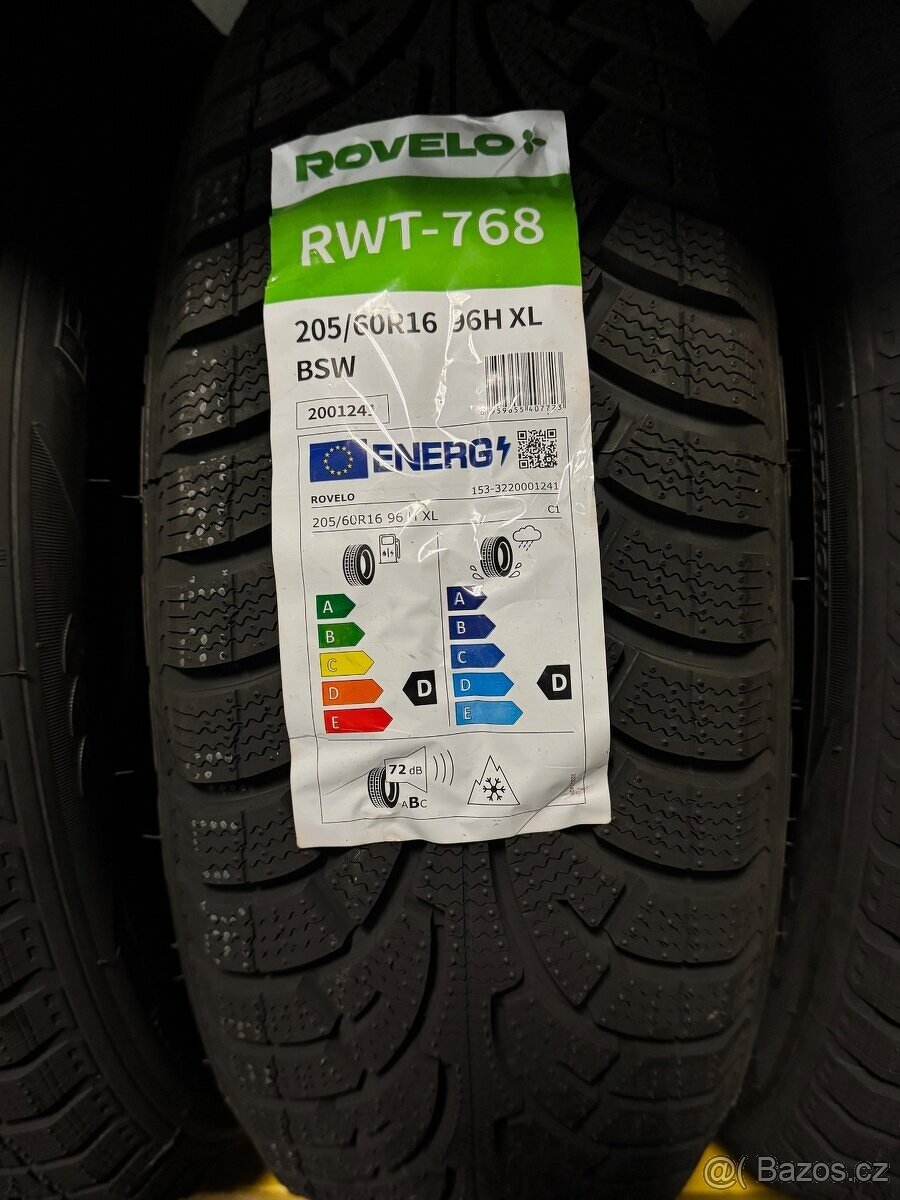 ROVELO
RWT-768
205/60R16 96H XL
BSW
2001241
ENERG
ROVELO
153-3220001241
205/60R16 96 H XL
C1
A
B
C
D
E
D
A
B
C
D
E
D
72 dB
ABC
@( Bazos.cz